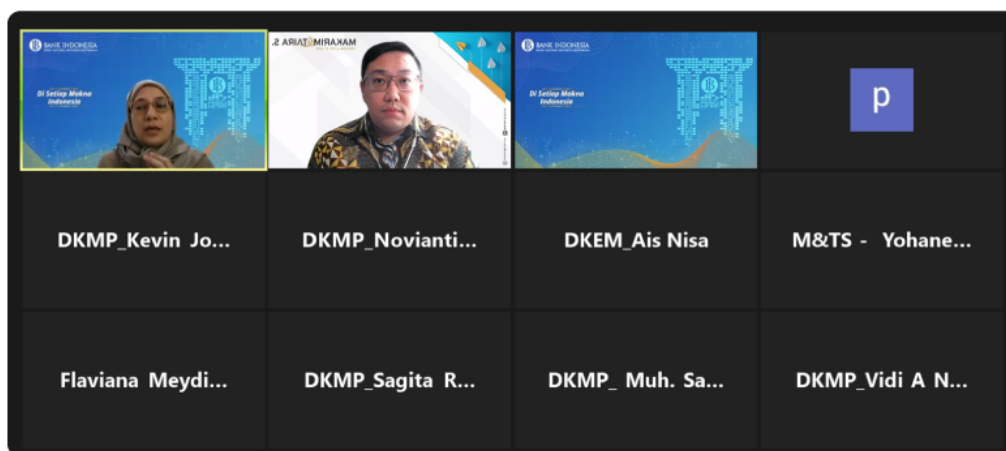 BANK INDONESIA
Di Setiap Makna
Indonesia
MAKARIM&TAIRA S.
BANK INDONESIA
Di Setiap Makna
Indonesia
p
DKMP_Kevin Jo...
DKMP_Novianti...
DKEM_Ais Nisa
M&TS - Yohane...
Flaviana Meydi...
DKMP_Sagita R...
DKMP_ Muh. Sa...
DKMP_Vidi A N...